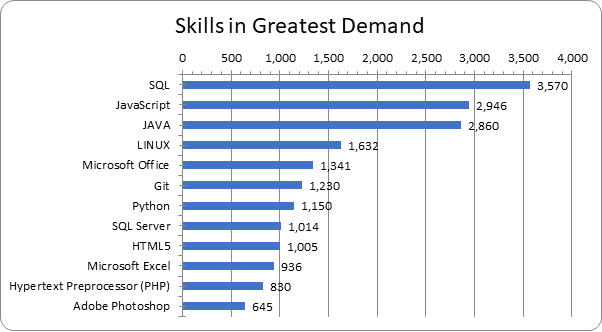 Skills in Greatest Demand
0 500 1,000 1,500 2,000 2,500 3,000 3,500 4,000
SQL 3,570
JavaScript 2,946
JAVA 2,860
LINUX 1,632
Microsoft Office 1,341
Git 1,230
Python 1,150
SQL Server 1,014
HTML5 1,005
Microsoft Excel 936
Hypertext Preprocessor (PHP) 830
Adobe Photoshop 645